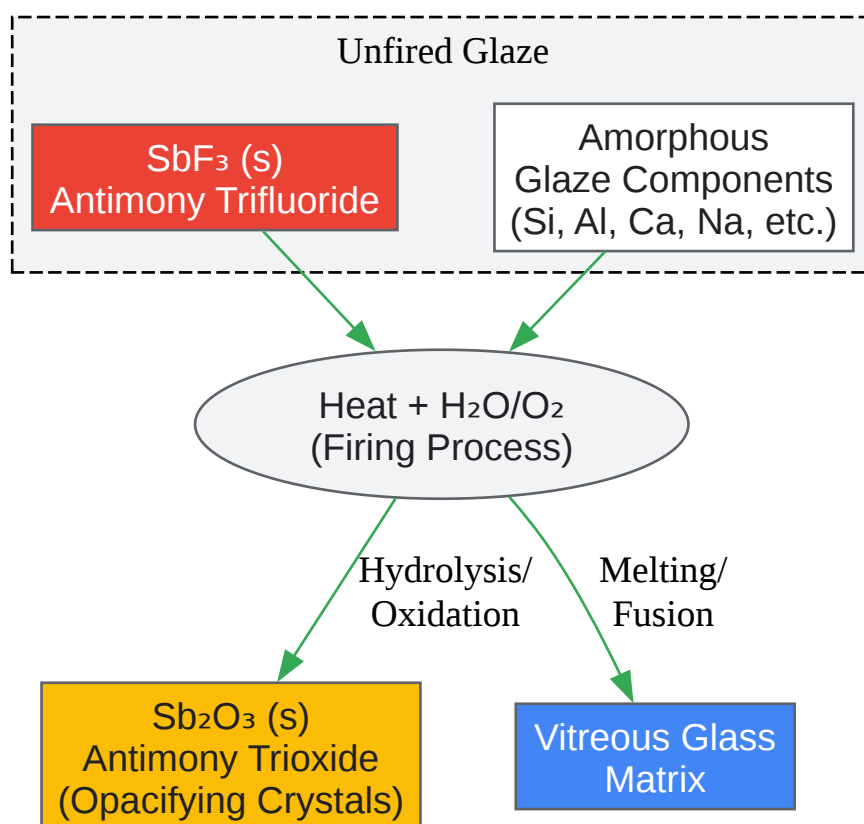 Unfired Glaze
SbF₃ (s)
Antimony Trifluoride
Amorphous
Glaze Components
(Si, Al, Ca, Na, etc.)
Heat + H₂O/O₂
(Firing Process)
Hydrolysis/
Oxidation
Melting/
Fusion
Sb₂O₃ (s)
Antimony Trioxide
(Opacifying Crystals)
Vitreous Glass
Matrix